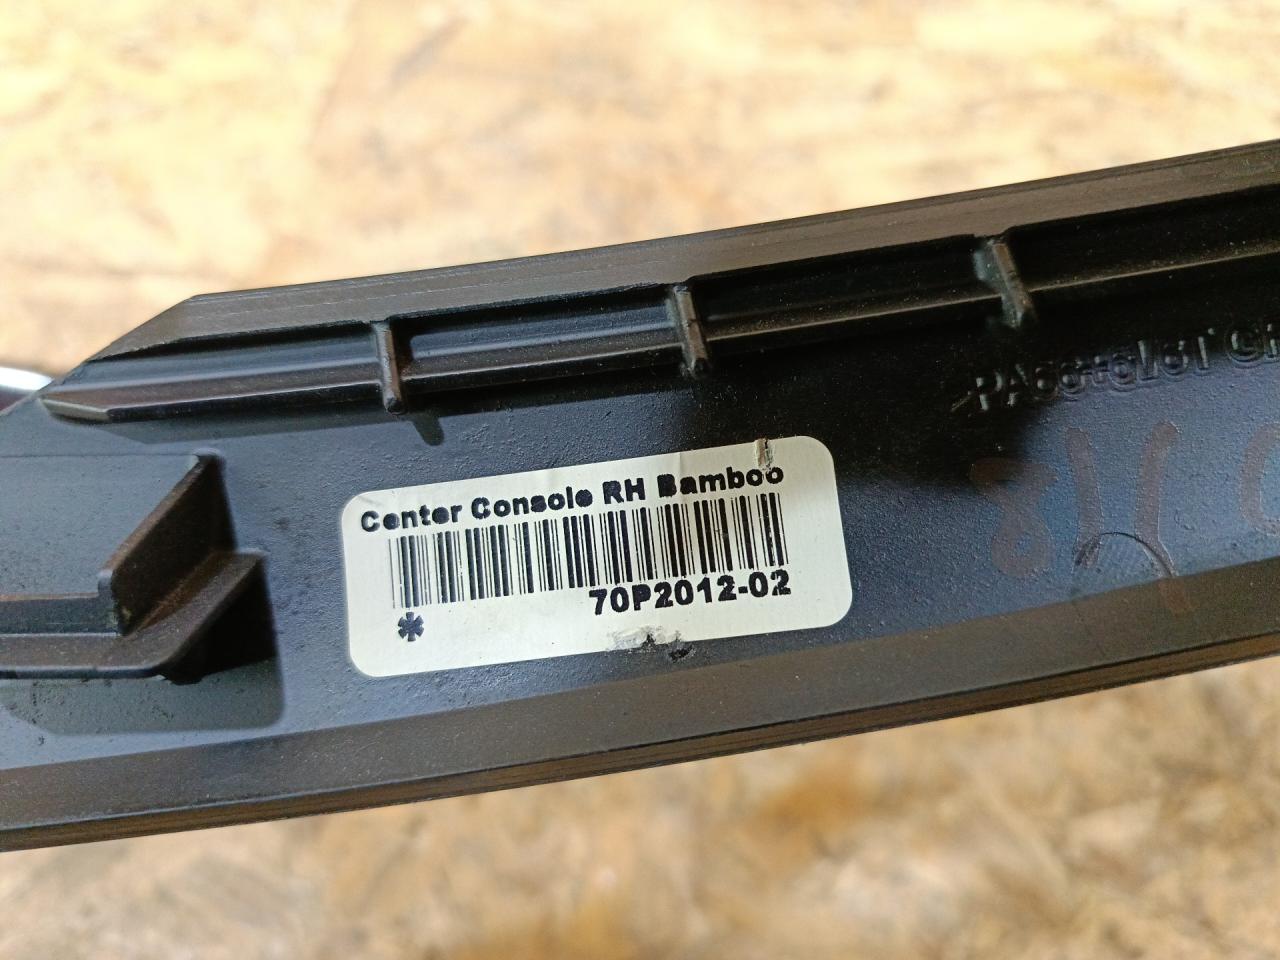 Center Console RH Bamboo
70P2012-02
*